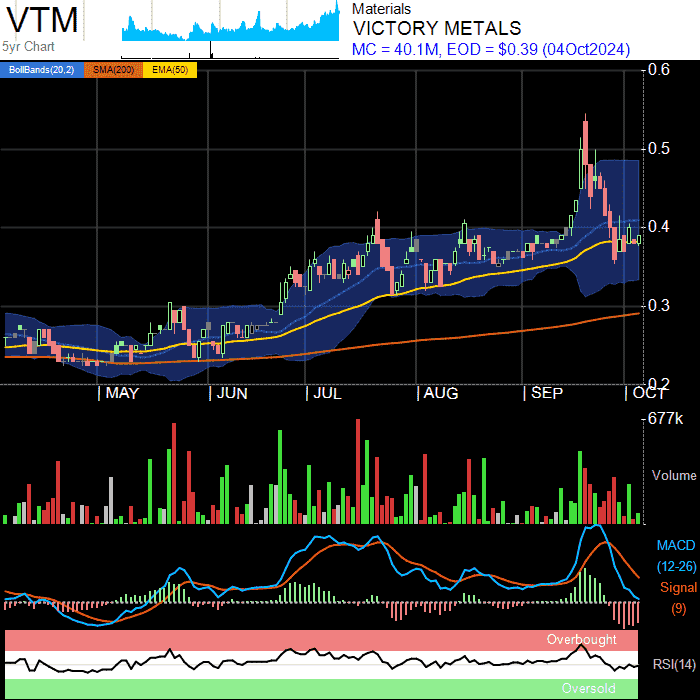 VTM
5yr Chart
Materials
VICTORY METALS
MC = 40.1M, EOD = $0.39 (04Oct2024)
BollBands(20,2) SMA(200) EMA(50)
0.6
0.5
0.4
0.3
0.2
MAY JUN JUL AUG SEP OCT
677k
Volume
MACD
(12-26)
Signal
(9)
Overbought
RSI(14)
Oversold